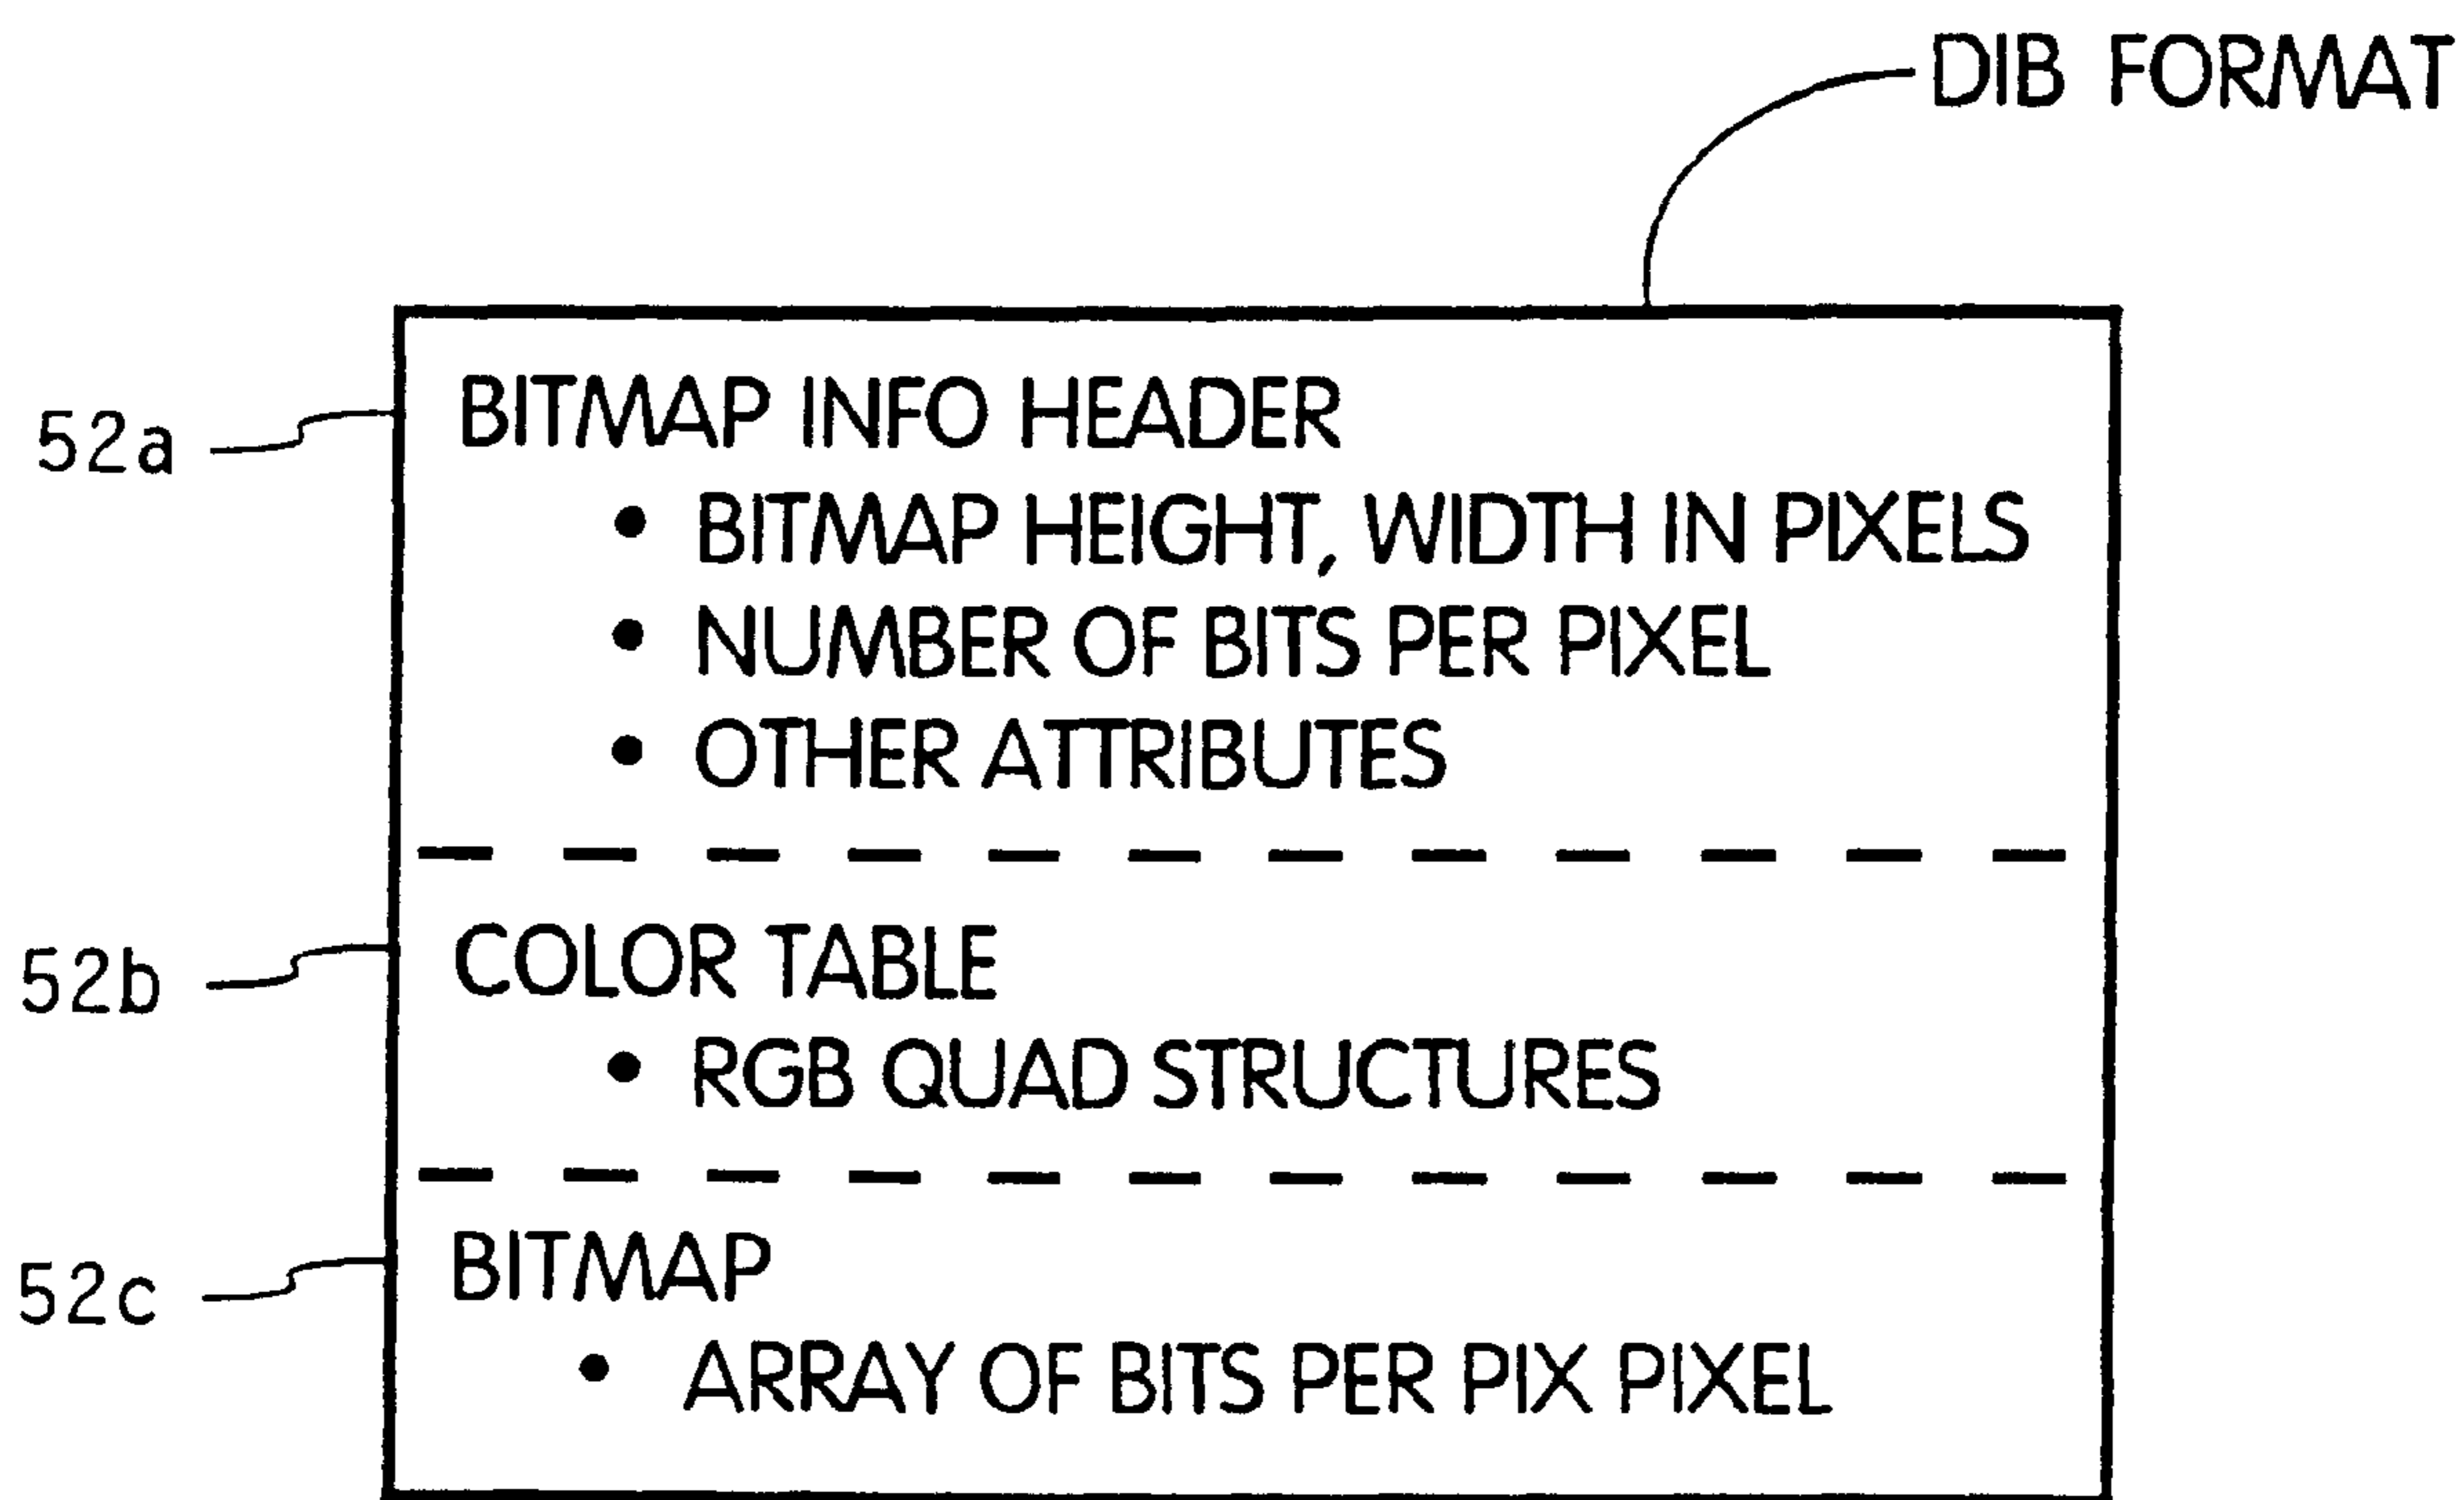 DIB FORMAT
52a
BITMAP INFO HEADER
• BITMAP HEIGHT, WIDTH IN PIXELS
• NUMBER OF BITS PER PIXEL
• OTHER ATTRIBUTES
52b
COLOR TABLE
• RGB QUAD STRUCTURES
52c
BITMAP
• ARRAY OF BITS PER PIX PIXEL